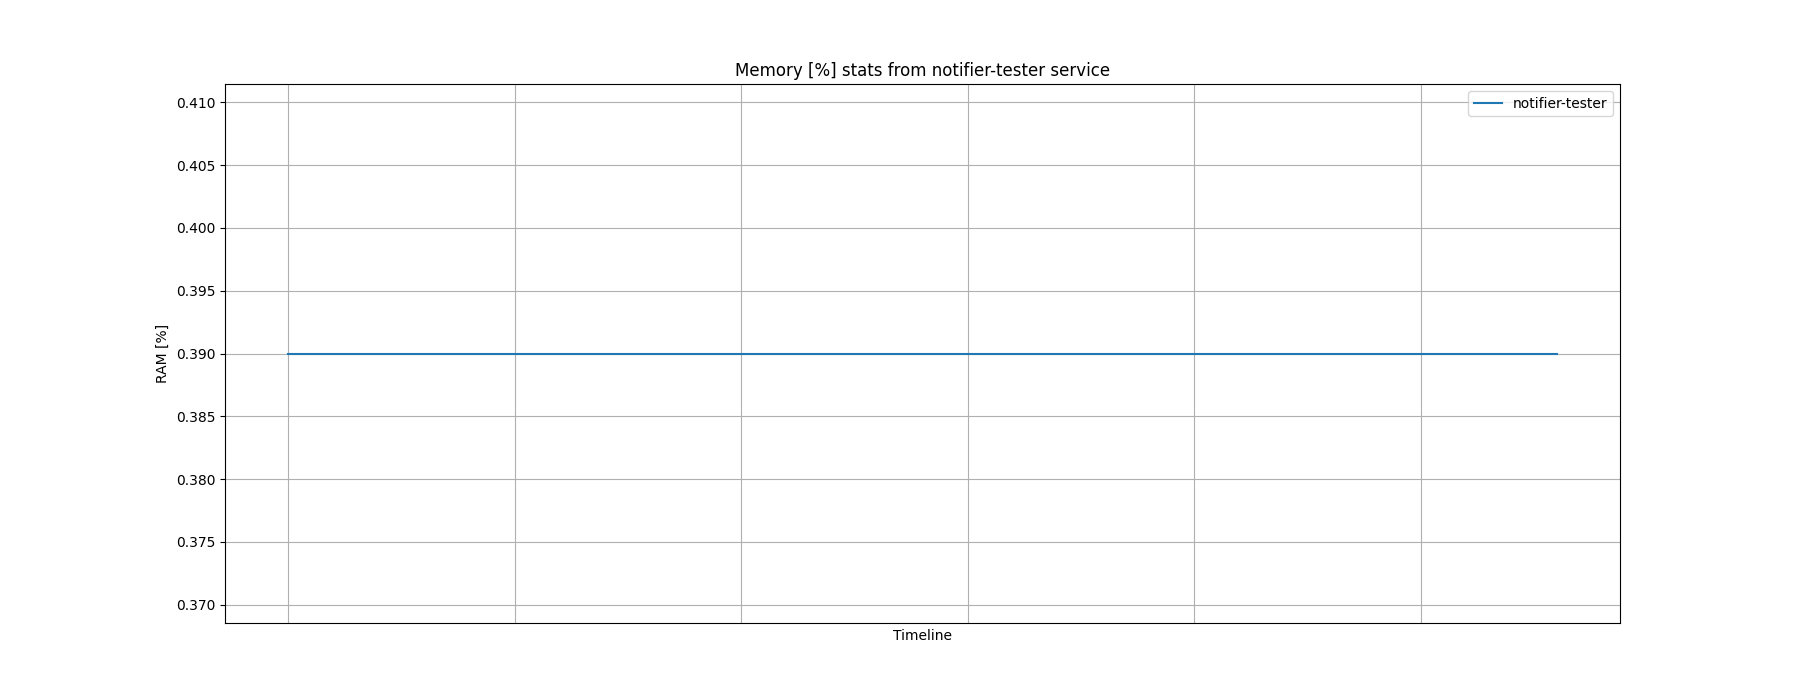 Memory [%] stats from notifier-tester service
notifier-tester
0.410
0.405
0.400
0.395
0.390
0.385
0.380
0.375
0.370
RAM [%]
Timeline